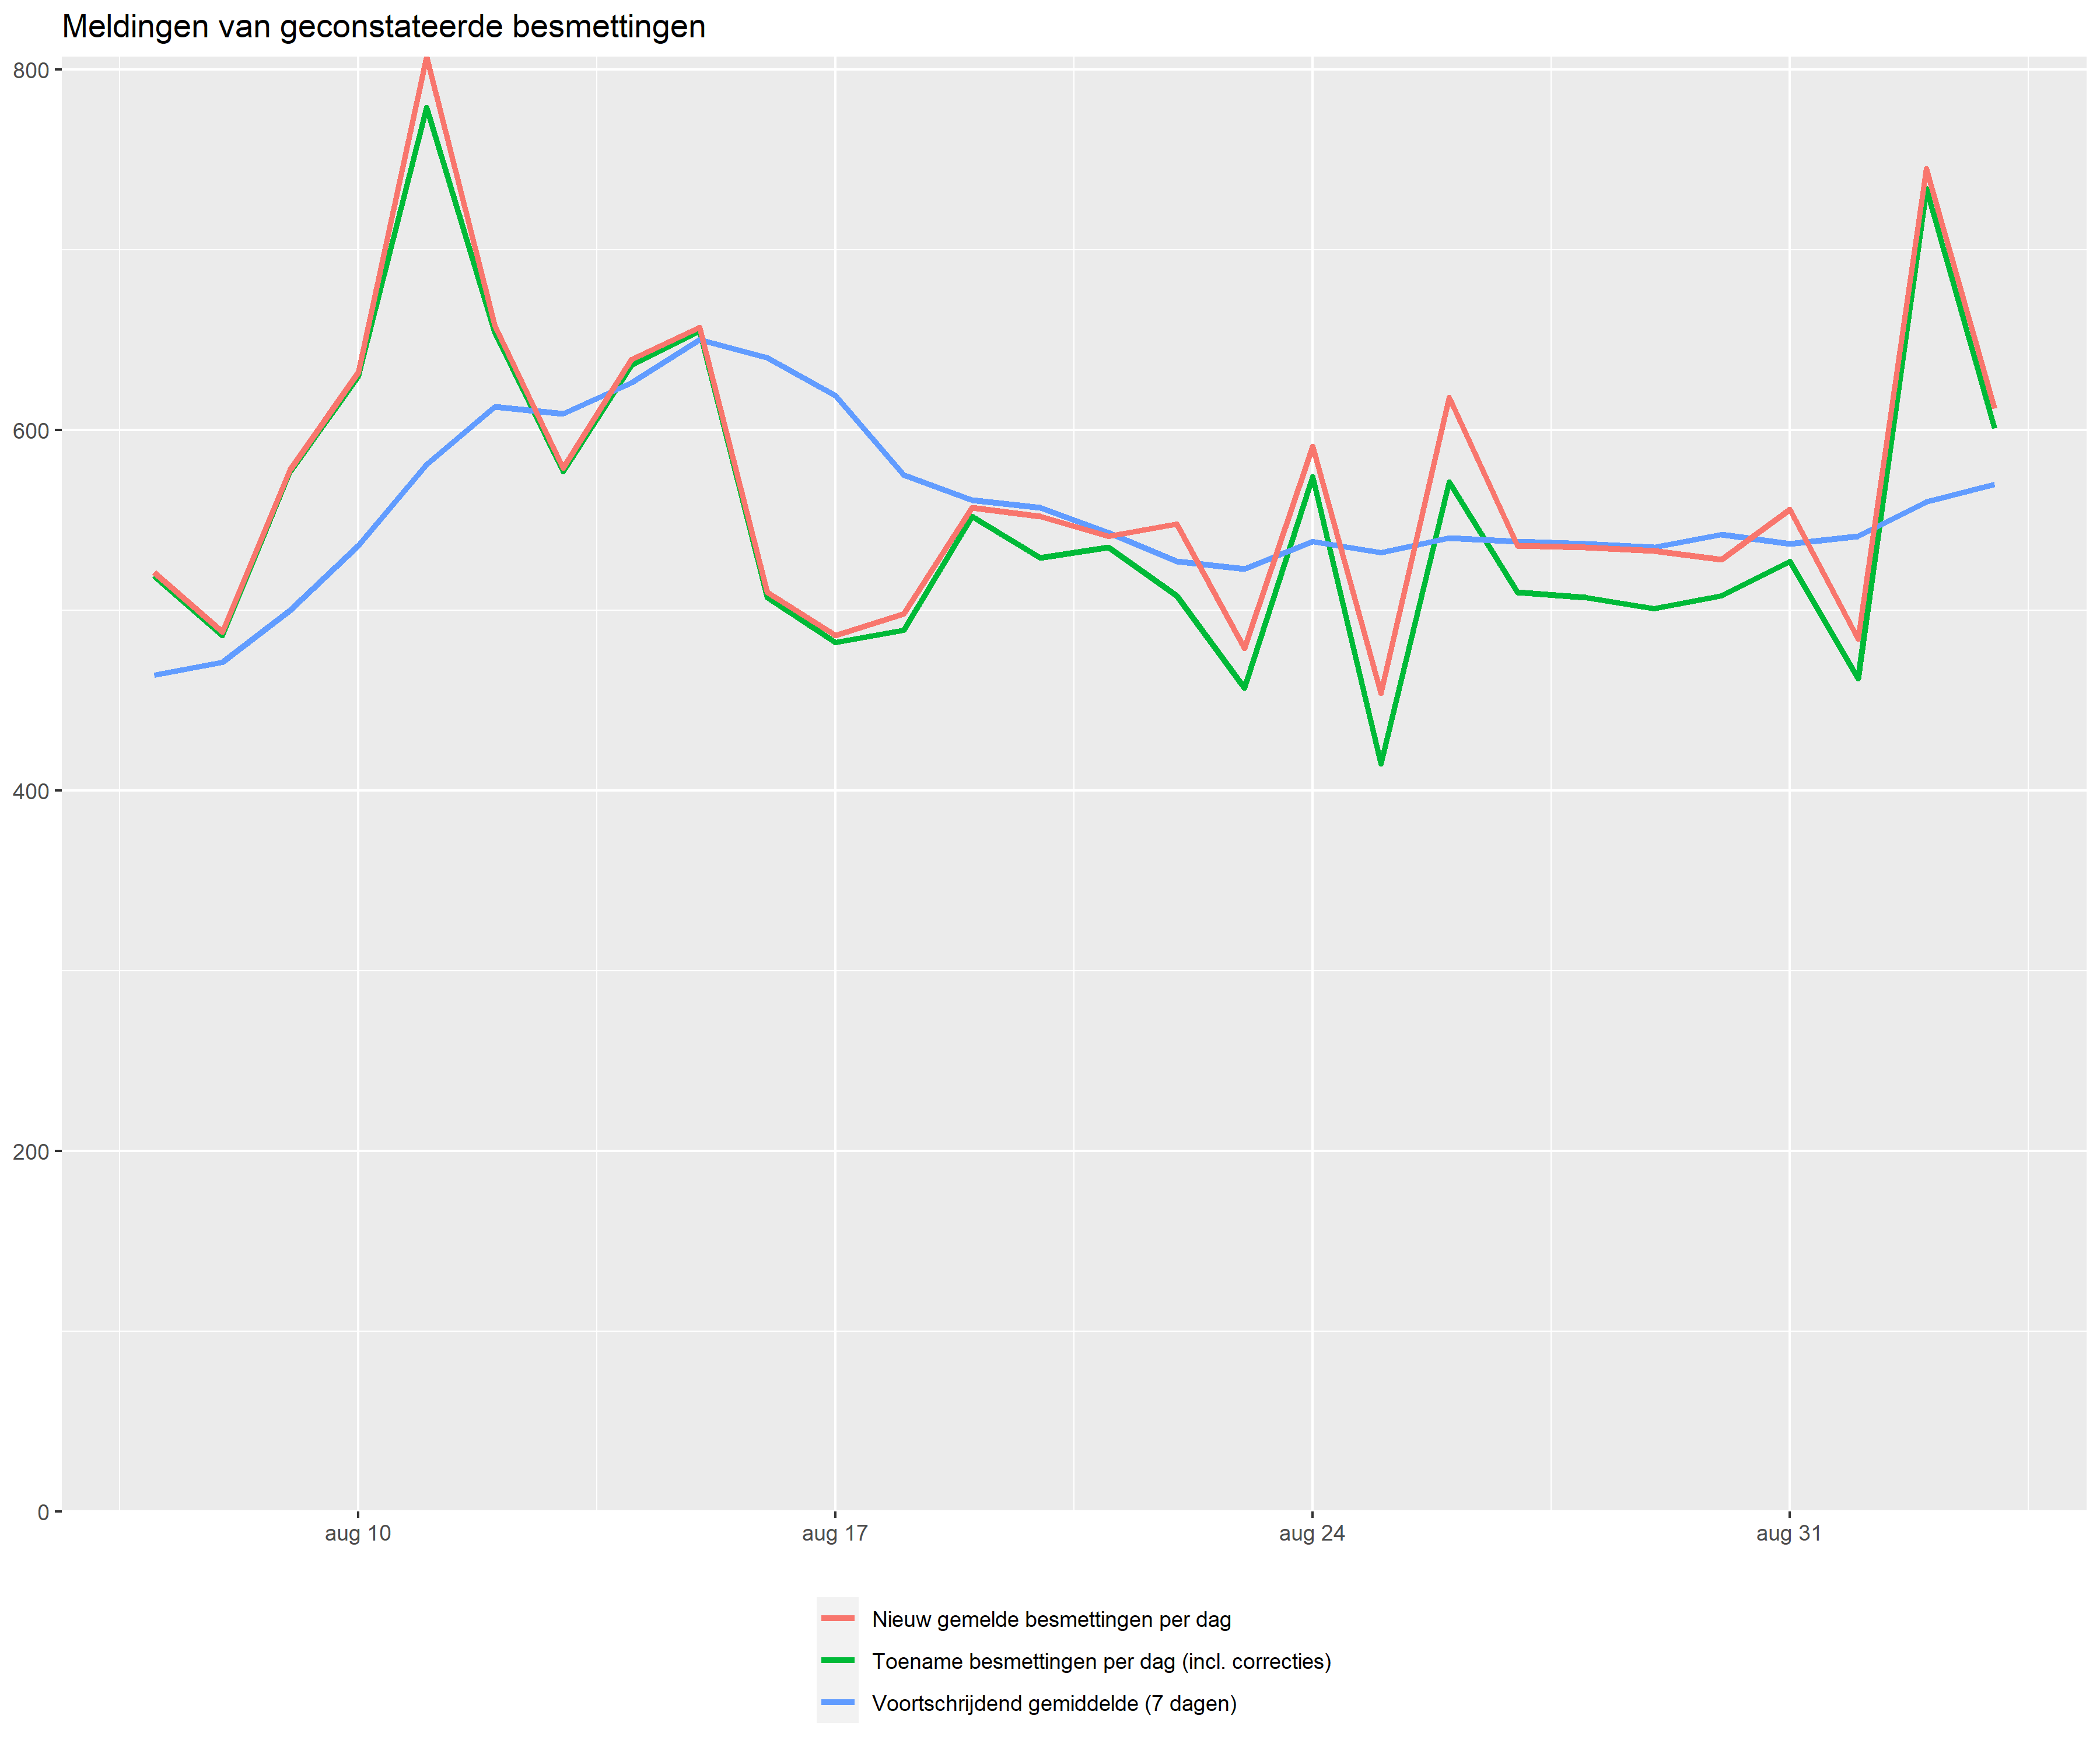 Meldingen van geconstateerde besmettingen
800
600
400
200
0
aug 10
aug 17
aug 24
aug 31
Nieuw gemelde besmettingen per dag
Toename besmettingen per dag (incl. correcties)
Voortschrijdend gemiddelde (7 dagen)